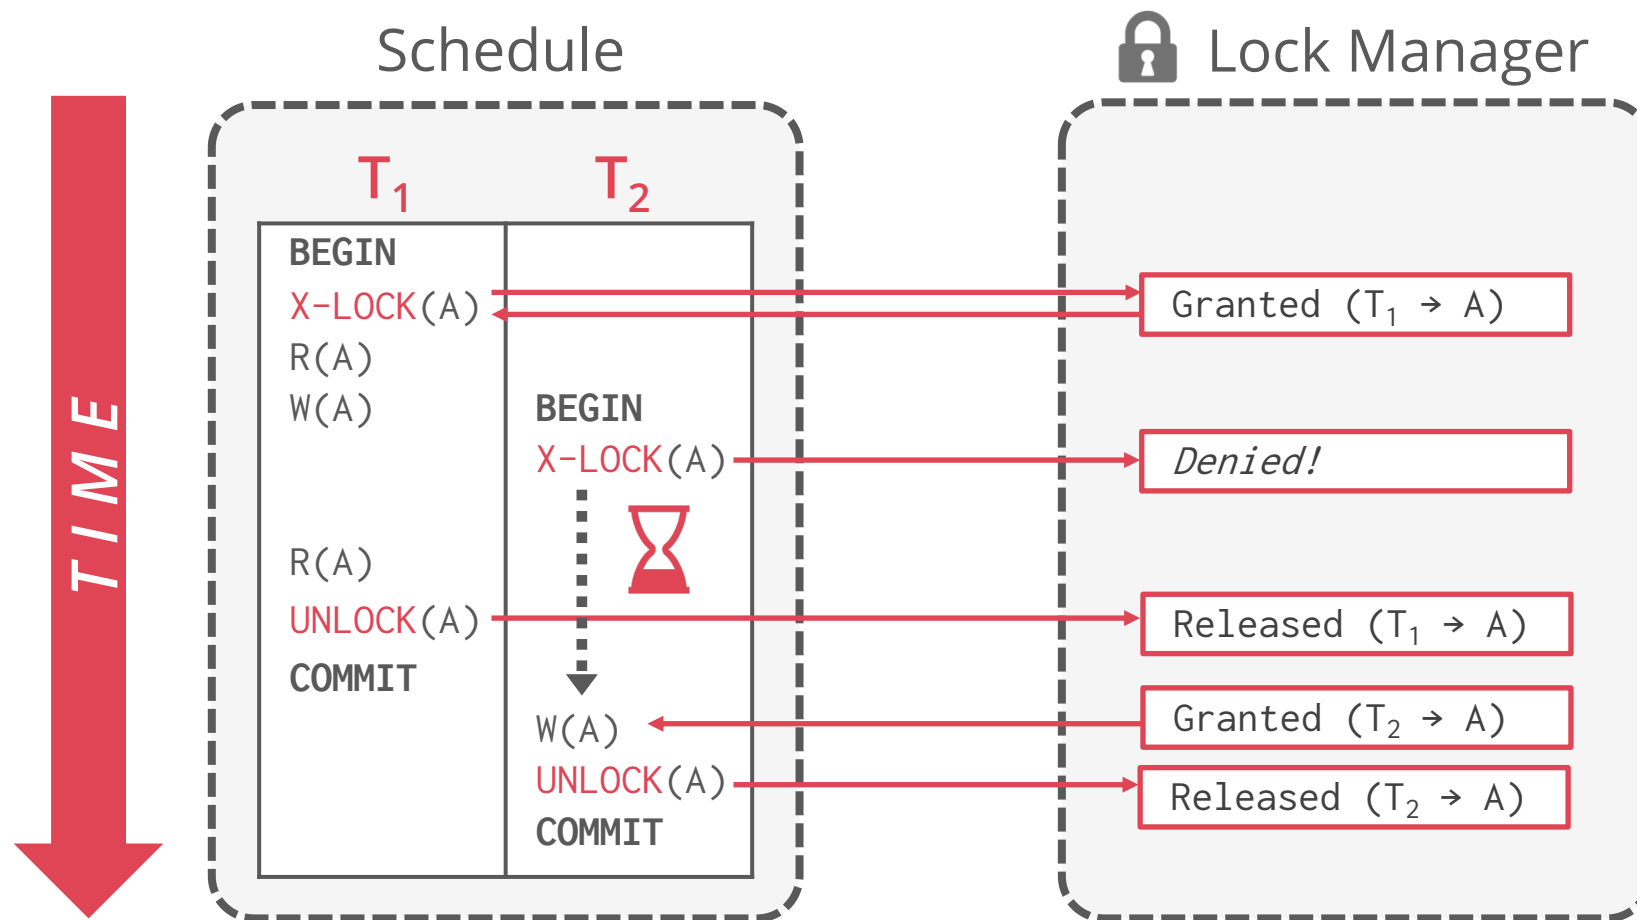 Schedule
Lock Manager
TIME
T1
T2
BEGIN
X-LOCK(A)
R(A)
W(A)
R(A)
UNLOCK(A)
COMMIT
BEGIN
X-LOCK(A)
W(A)
UNLOCK(A)
COMMIT
Granted (T1 → A)
Denied!
Released (T1 → A)
Granted (T2 → A)
Released (T2 → A)